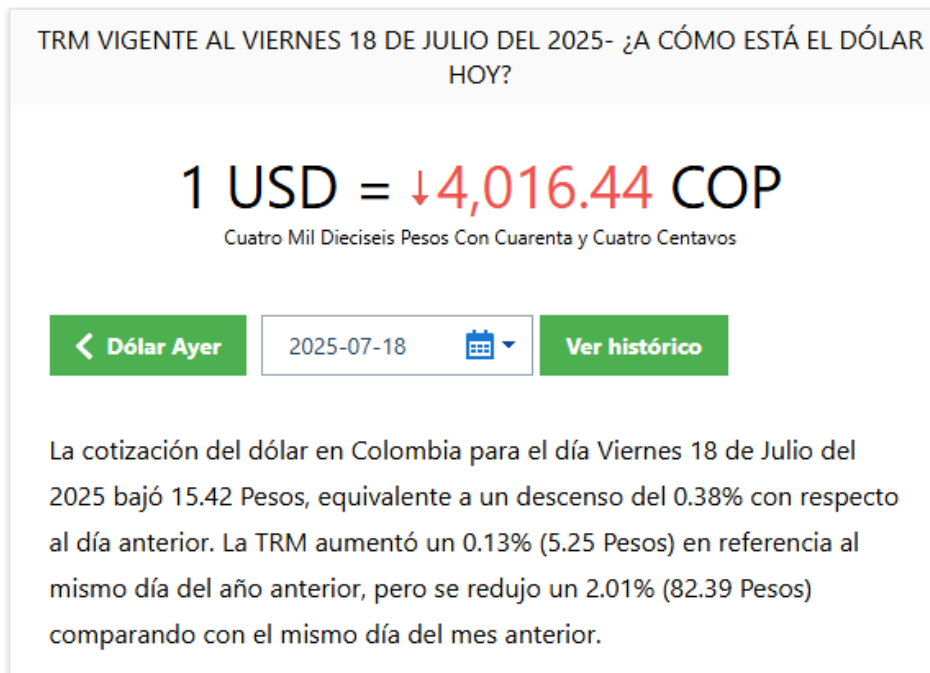 TRM VIGENTE AL VIERNES 18 DE JULIO DEL 2025- ¿A CÓMO ESTÁ EL DÓLAR
HOY?
1 USD = ↓4,016.44 COP
Cuatro Mil Dieciseis Pesos Con Cuarenta y Cuatro Centavos
Dólar Ayer
2025-07-18
Ver histórico
La cotización del dólar en Colombia para el día Viernes 18 de Julio del
2025 bajó 15.42 Pesos, equivalente a un descenso del 0.38% con respecto
al día anterior. La TRM aumentó un 0.13% (5.25 Pesos) en referencia al
mismo día del año anterior, pero se redujo un 2.01% (82.39 Pesos)
comparando con el mismo día del mes anterior.